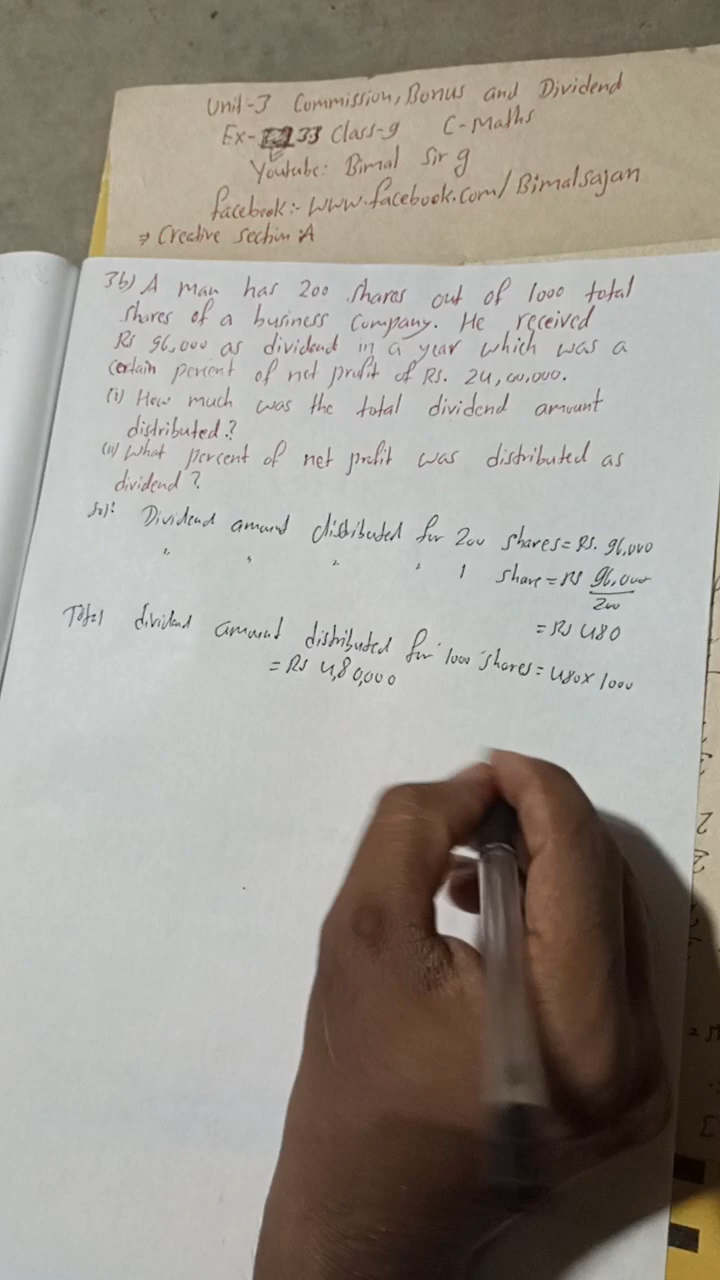 Unit-3 Commission, Bonus and Dividend
Ex- 33 Class-9 C-Maths
Youtube: Bimal Sir g
facebook:- www.facebook.com/Bimalsajan
⇒ Creative section: A
3b) A man has 200 shares out of 1000 total
shares of a business company. He received
Rs 96,000 as dividend in a year which was a
certain percent of net profit of Rs. 24,00,000.
(i) How much was the total dividend amount
distributed?
(ii) What percent of net profit was distributed as
dividend?
Sol: Dividend amount distributed for 200 shares = Rs. 96,000
" " " " 1 share = Rs 96,000
200
= Rs 480
Total dividend amount distributed for 1000 shares = 480 x 1000
= Rs 4,80,000